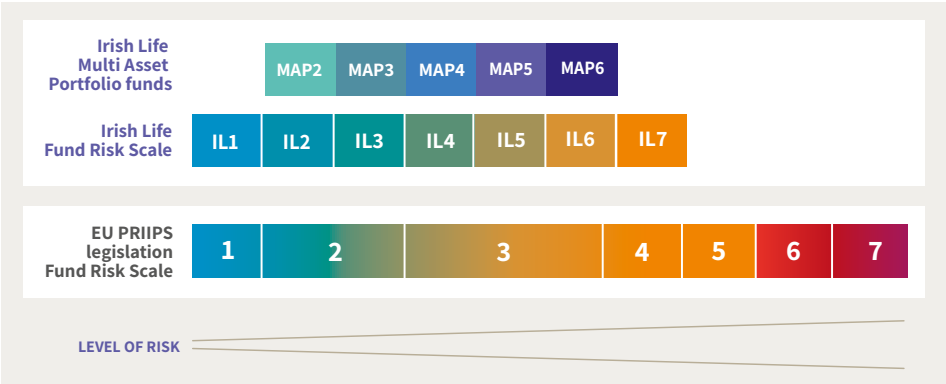 Irish Life
Multi Asset
Portfolio funds
MAP2 MAP3 MAP4 MAP5 MAP6
Irish Life
Fund Risk Scale
IL1 IL2 IL3 IL4 IL5 IL6 IL7
EU PRIIPS
legislation
Fund Risk Scale
1 2 3 4 5 6 7
LEVEL OF RISK